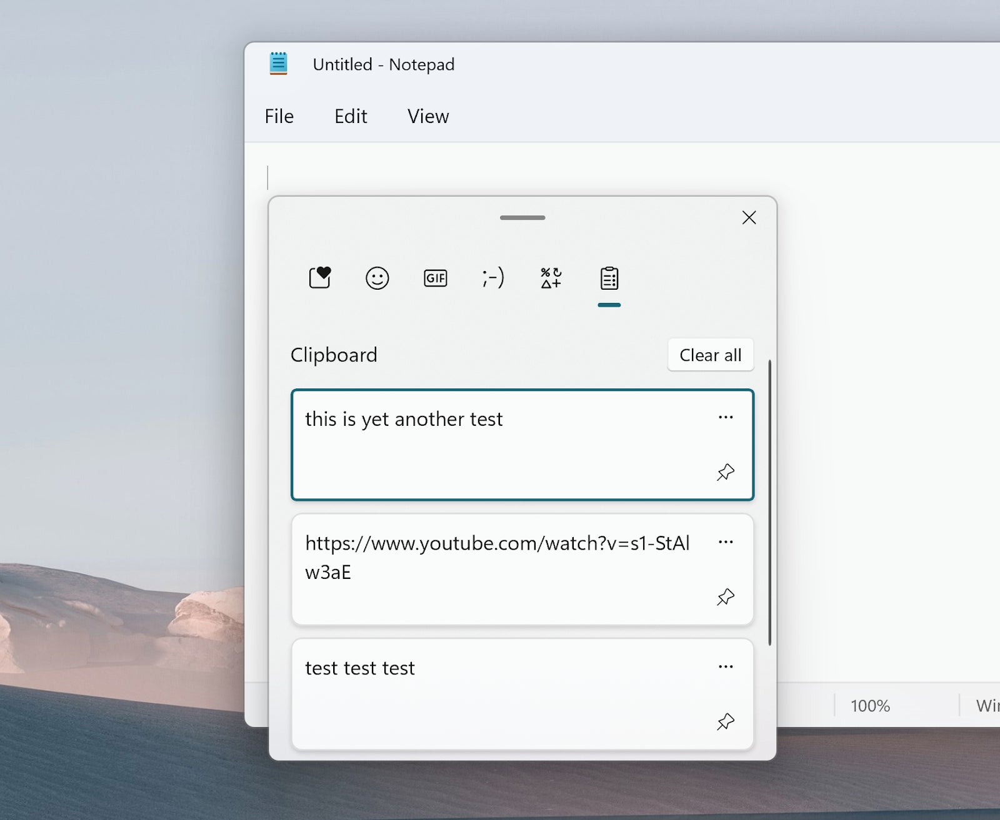 Untitled - Notepad
File Edit View
GIF ;-)
Clipboard Clear all
this is yet another test
https://www.youtube.com/watch?v=s1-StAl
w3aE
test test test
100%